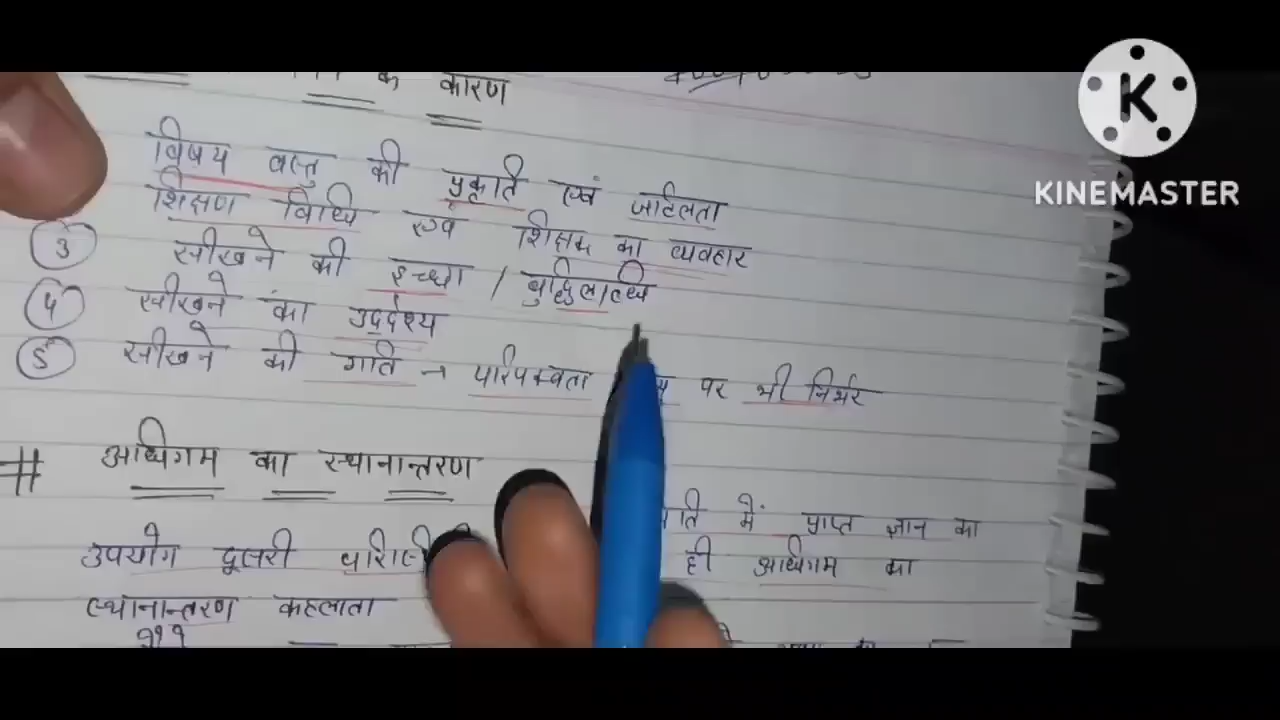 के कारण
विषय वस्तु की प्रकृति एवं जटिलता
शिक्षण विधि एवं शिक्षक का व्यवहार
3 सीखने की इच्छा / बुद्धिलब्धि
4 सीखने का उद्देश्य
5 सीखने की गति → परिपक्वता पर भी निर्भर
# अधिगम का स्थानान्तरण
में प्राप्त ज्ञान का
उपयोग दूसरी ही अधिगम का
स्थानान्तरण कहलाता
KINEMASTER